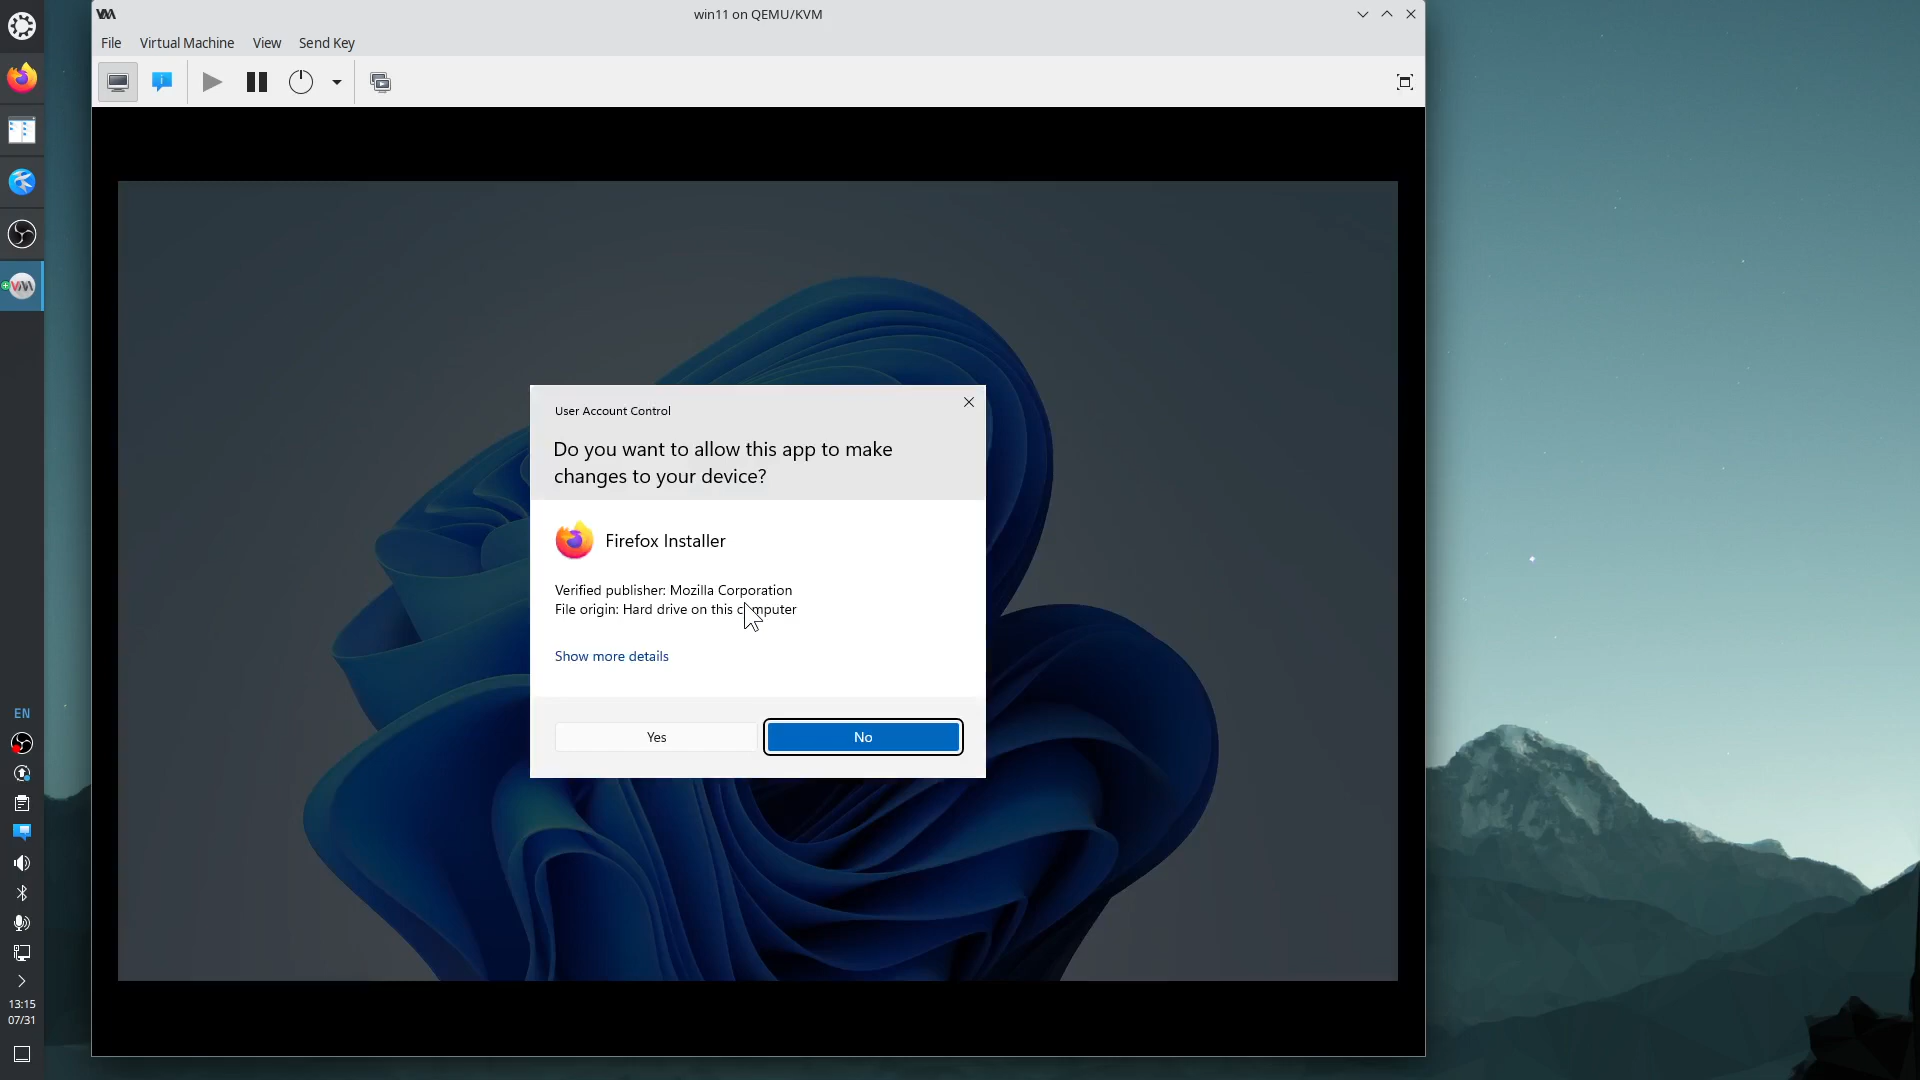 win11 on QEMU/KVM
File Virtual Machine View Send Key
User Account Control
Do you want to allow this app to make
changes to your device?
Firefox Installer
Verified publisher: Mozilla Corporation
File origin: Hard drive on this computer
Show more details
Yes No
EN
13:15
07/31